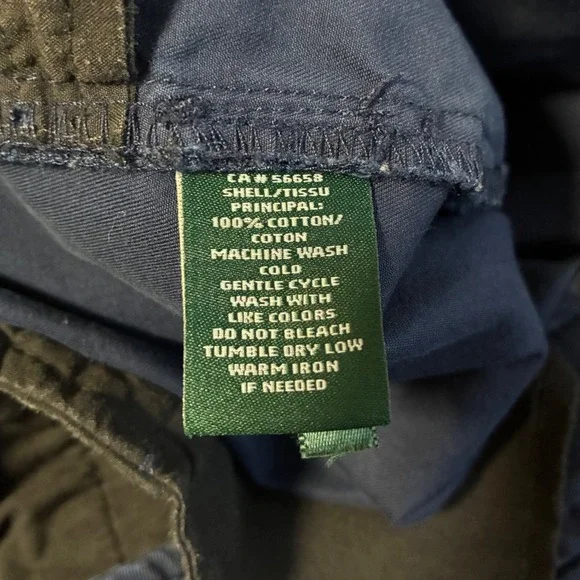 CA# 56658
SHELL/TISSU
PRINCIPAL:
100% COTTON/
COTON
MACHINE WASH
COLD
GENTLE CYCLE
WASH WITH
LIKE COLORS
DO NOT BLEACH
TUMBLE DRY LOW
WARM IRON
IF NEEDED